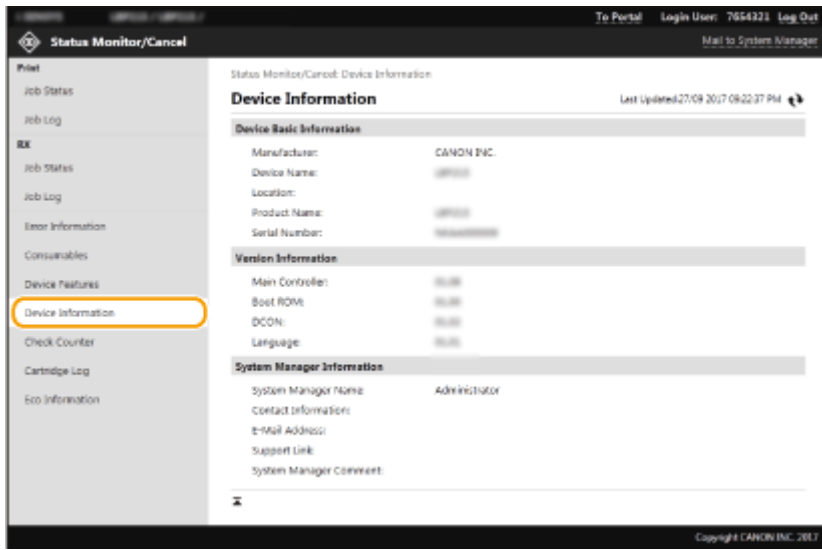 To Portal Login User: 7654321 Log Out
Status Monitor/Cancel
Mail to System Manager
Print
Job Status
Job Log
RX
Job Status
Job Log
Error Information
Consumables
Device Features
Device Information
Check Counter
Cartridge Log
Eco Information
Status Monitor/Cancel: Device Information
Device Information
Last Updated:27/09 2017 09:22:37 PM
Device Basic Information
Manufacturer: CANON INC.
Device Name:
Location:
Product Name:
Serial Number:
Version Information
Main Controller:
Boot ROM:
DCON:
Language:
System Manager Information
System Manager Name: Administrator
Contact Information:
E-Mail Address:
Support Link:
System Manager Comment:
Copyright CANON INC. 2017